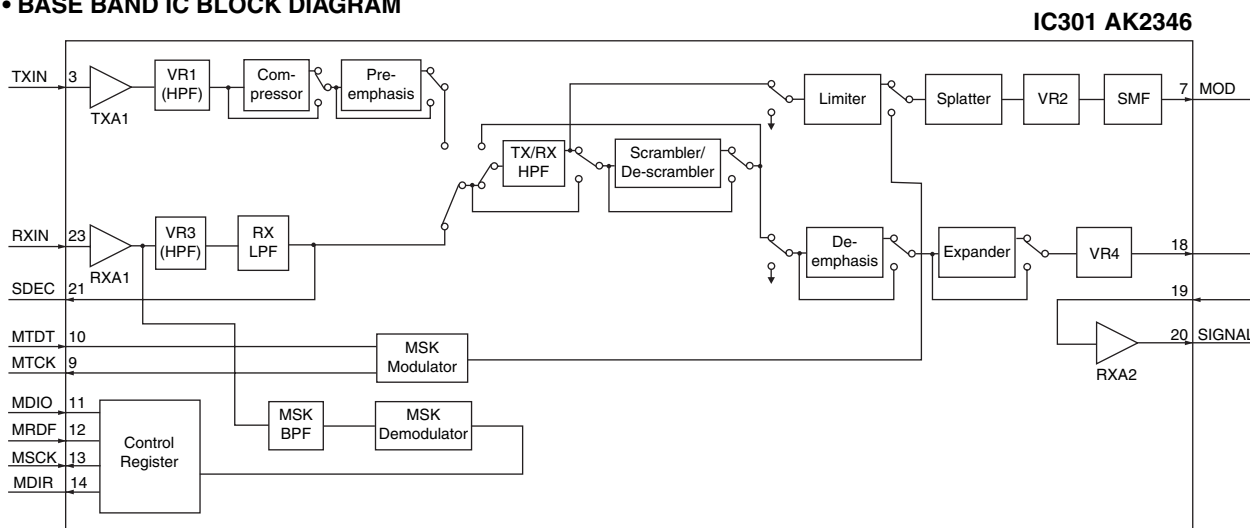 • BASE BAND IC BLOCK DIAGRAM
IC301 AK2346
TXIN
3
TXA1
VR1
(HPF)
Com-
pressor
Pre-
emphasis
TX/RX
HPF
Scrambler/
De-scrambler
Limiter
Splatter
VR2
SMF
7
MOD
RXIN
23
RXA1
VR3
(HPF)
RX
LPF
De-
emphasis
Expander
VR4
18
SDEC
21
19
MTDT
10
MTCK
9
MSK
Modulator
RXA2
20
SIGNAL
MDIO
11
MRDF
12
MSCK
13
MDIR
14
Control
Register
MSK
BPF
MSK
Demodulator